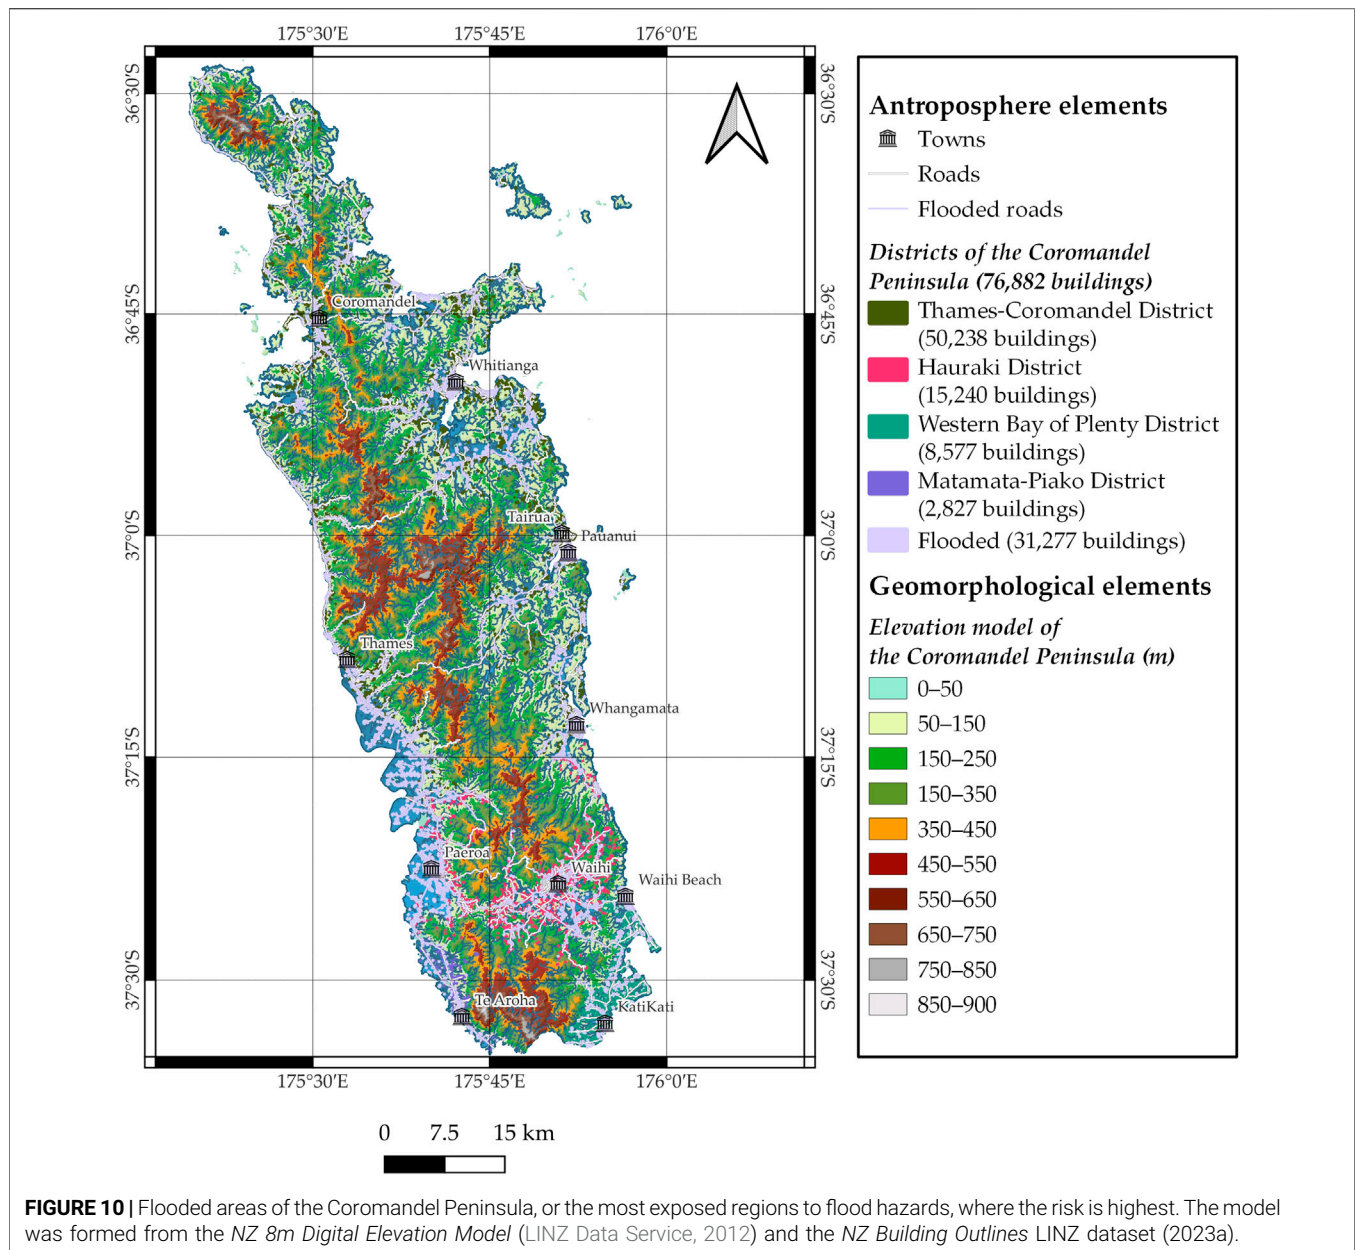 175°30′E 175°45′E 176°0′E
36°30′S 36°30′S
36°45′S 36°45′S
37°0′S 37°0′S
37°15′S 37°15′S
37°30′S 37°30′S
Coromandel
Whitianga
Tairua
Pauanui
Thames
Whangamata
Paeroa
Waihi
Waihi Beach
Te Aroha
KatiKati
175°30′E 175°45′E 176°0′E
0 7.5 15 km
Antroposphere elements
Towns
Roads
Flooded roads
Districts of the Coromandel
Peninsula (76,882 buildings)
Thames-Coromandel District
(50,238 buildings)
Hauraki District
(15,240 buildings)
Western Bay of Plenty District
(8,577 buildings)
Matamata-Piako District
(2,827 buildings)
Flooded (31,277 buildings)
Geomorphological elements
Elevation model of
the Coromandel Peninsula (m)
0–50
50–150
150–250
150–350
350–450
450–550
550–650
650–750
750–850
850–900
FIGURE 10 | Flooded areas of the Coromandel Peninsula, or the most exposed regions to flood hazards, where the risk is highest. The model
was formed from the NZ 8m Digital Elevation Model (LINZ Data Service, 2012) and the NZ Building Outlines LINZ dataset (2023a).